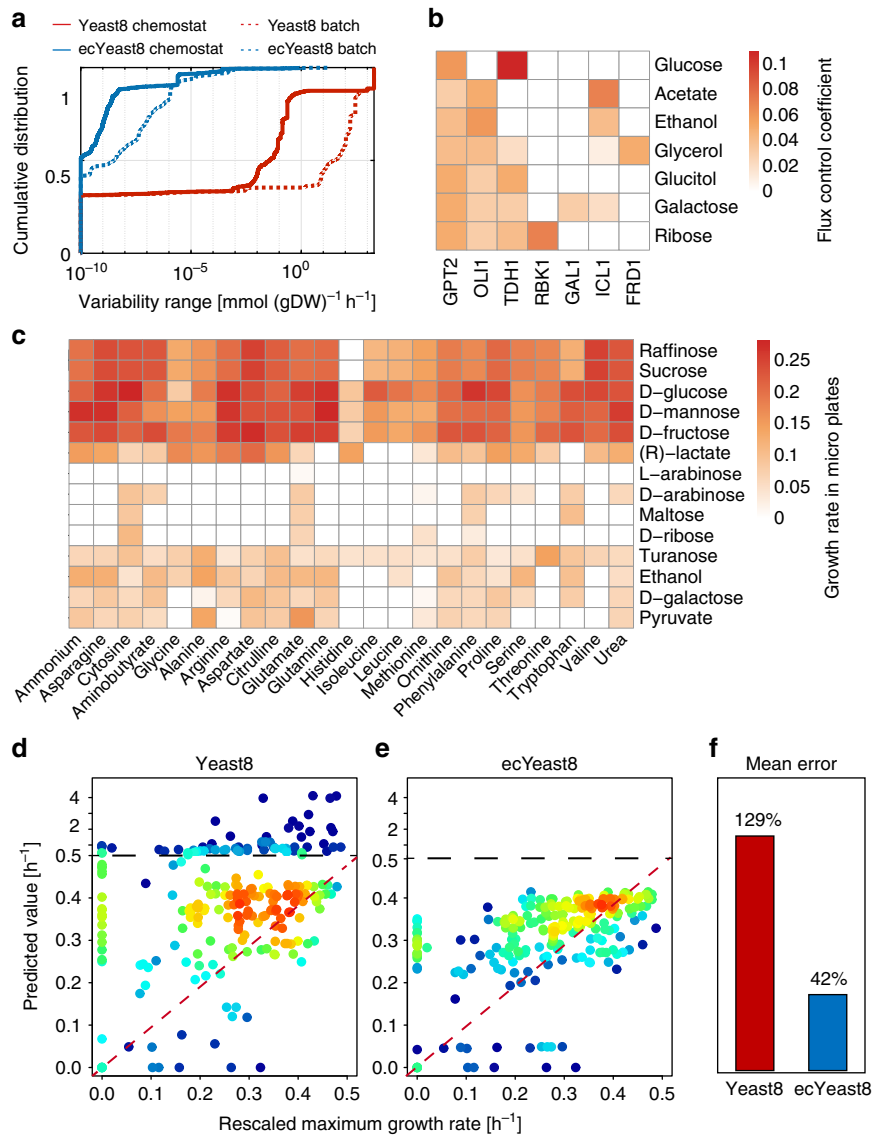 a
Yeast8 chemostat
Yeast8 batch
ecYeast8 chemostat
ecYeast8 batch
Cumulative distribution
1
0.5
0
10⁻¹⁰
10⁻⁵
10⁰
Variability range [mmol (gDW)⁻¹ h⁻¹]
b
Glucose
Acetate
Ethanol
Glycerol
Glucitol
Galactose
Ribose
GPT2
OLI1
TDH1
RBK1
GAL1
ICL1
FRD1
0.1
0.08
0.06
0.04
0.02
0
Flux control coefficient
c
Raffinose
Sucrose
D−glucose
D−mannose
D−fructose
(R)−lactate
L−arabinose
D−arabinose
Maltose
D−ribose
Turanose
Ethanol
D−galactose
Pyruvate
Ammonium
Asparagine
Cytosine
Aminobutyrate
Glycine
Alanine
Arginine
Aspartate
Citrulline
Glutamate
Glutamine
Histidine
Isoleucine
Leucine
Methionine
Ornithine
Phenylalanine
Proline
Serine
Threonine
Tryptophan
Valine
Urea
0.25
0.2
0.15
0.1
0.05
0
Growth rate in micro plates
d
Yeast8
Predicted value [h⁻¹]
4
2
0.5
0.4
0.3
0.2
0.1
0.0
0.0
0.1
0.2
0.3
0.4
0.5
e
ecYeast8
4
2
0.5
0.4
0.3
0.2
0.1
0.0
0.0
0.1
0.2
0.3
0.4
0.5
Rescaled maximum growth rate [h⁻¹]
f
Mean error
129%
42%
Yeast8
ecYeast8